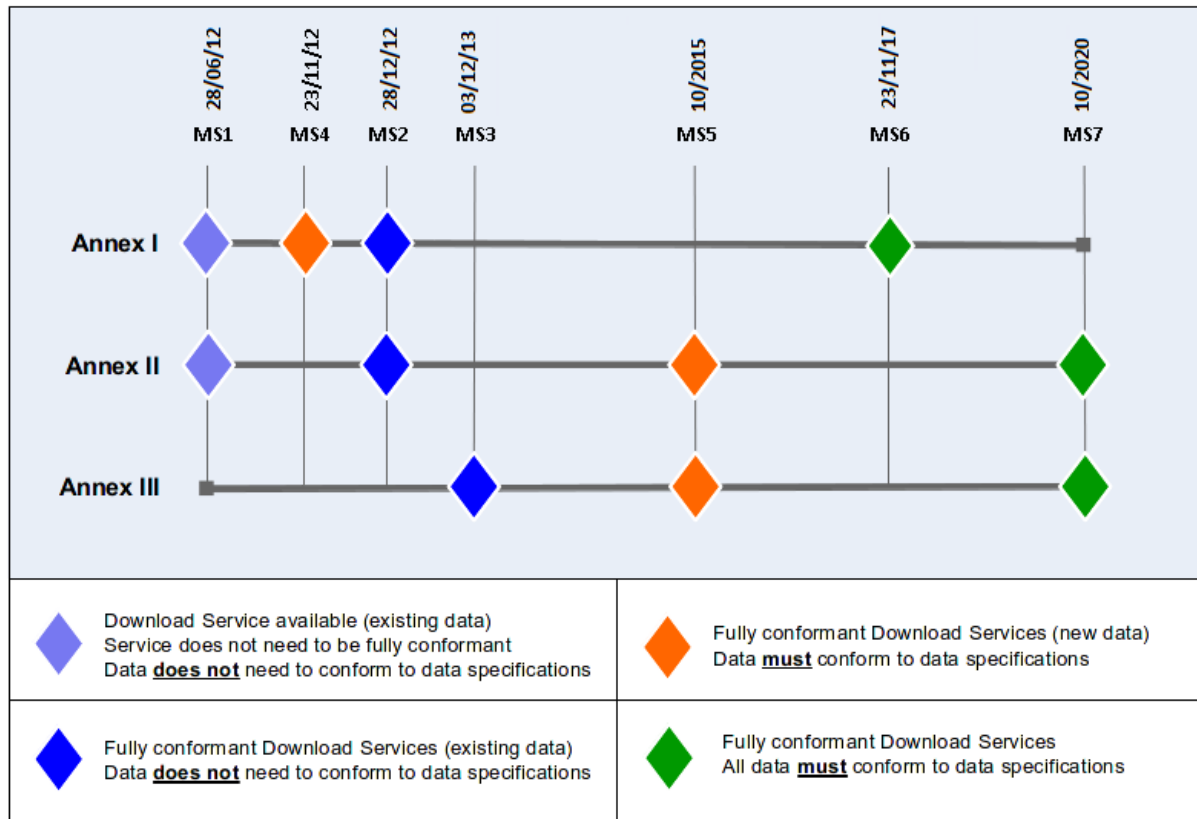 28/06/12
23/11/12
28/12/12
03/12/13
10/2015
23/11/17
10/2020
MS1
MS4
MS2
MS3
MS5
MS6
MS7
Annex I
Annex II
Annex III
Download Service available (existing data)
Service does not need to be fully conformant
Data does not need to conform to data specifications
Fully conformant Download Services (new data)
Data must conform to data specifications
Fully conformant Download Services (existing data)
Data does not need to conform to data specifications
Fully conformant Download Services
All data must conform to data specifications